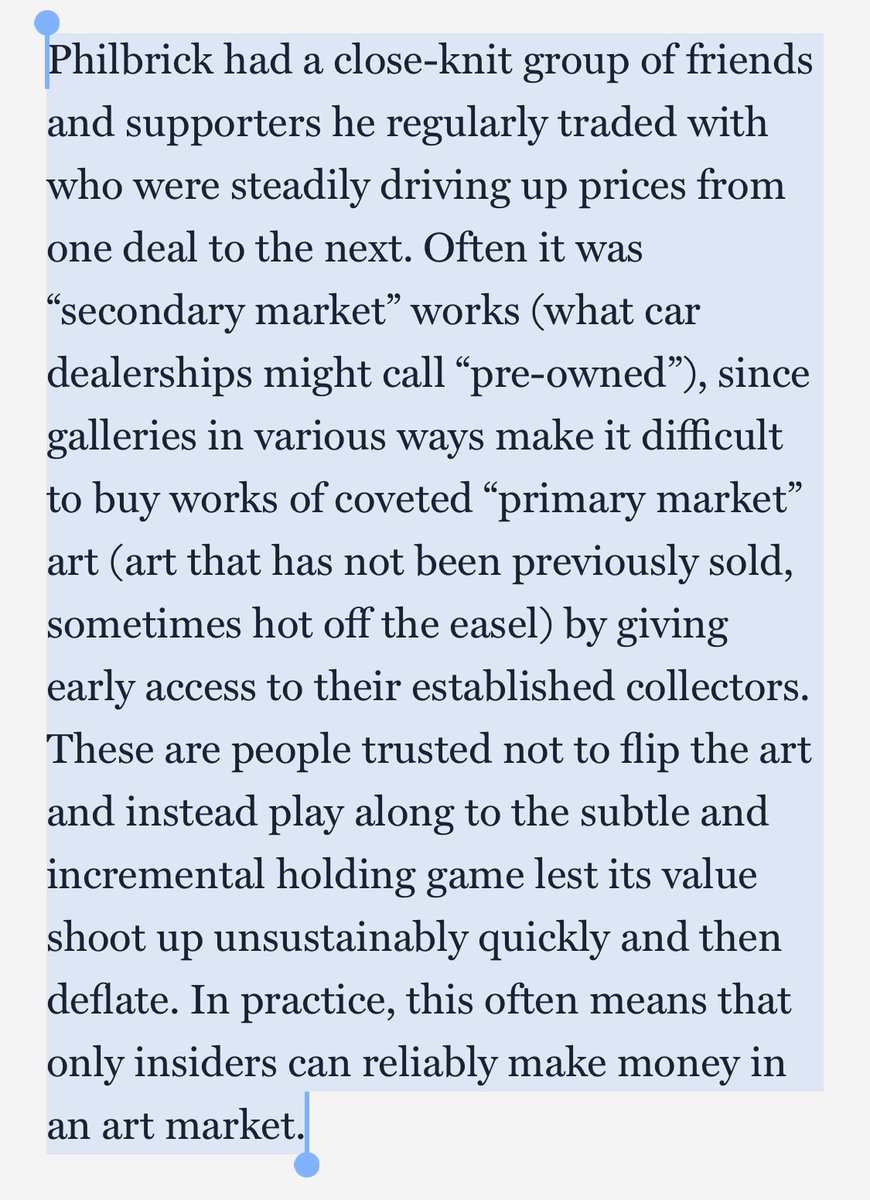 Philbrick had a close-knit group of friends
and supporters he regularly traded with
who were steadily driving up prices from
one deal to the next. Often it was
“secondary market” works (what car
dealerships might call “pre-owned”), since
galleries in various ways make it difficult
to buy works of coveted “primary market”
art (art that has not been previously sold,
sometimes hot off the easel) by giving
early access to their established collectors.
These are people trusted not to flip the art
and instead play along to the subtle and
incremental holding game lest its value
shoot up unsustainably quickly and then
deflate. In practice, this often means that
only insiders can reliably make money in
an art market.